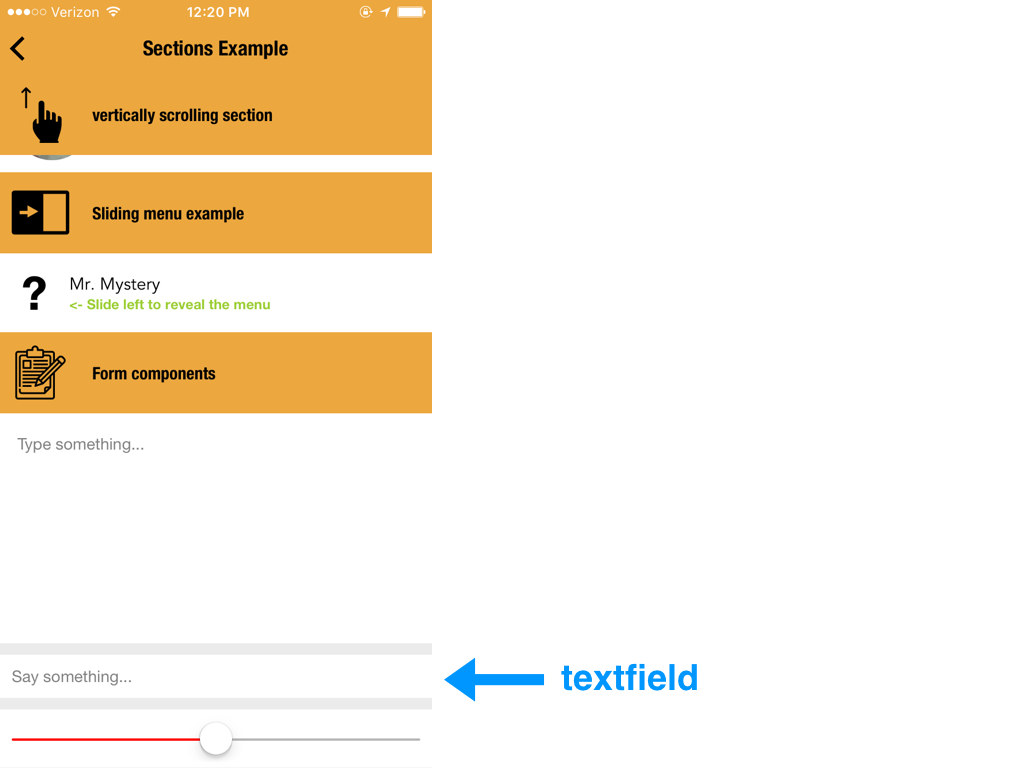 Verizon 12:20 PM
Sections Example
vertically scrolling section
Sliding menu example
? Mr. Mystery
<- Slide left to reveal the menu
Form components
Type something...
Say something...
textfield